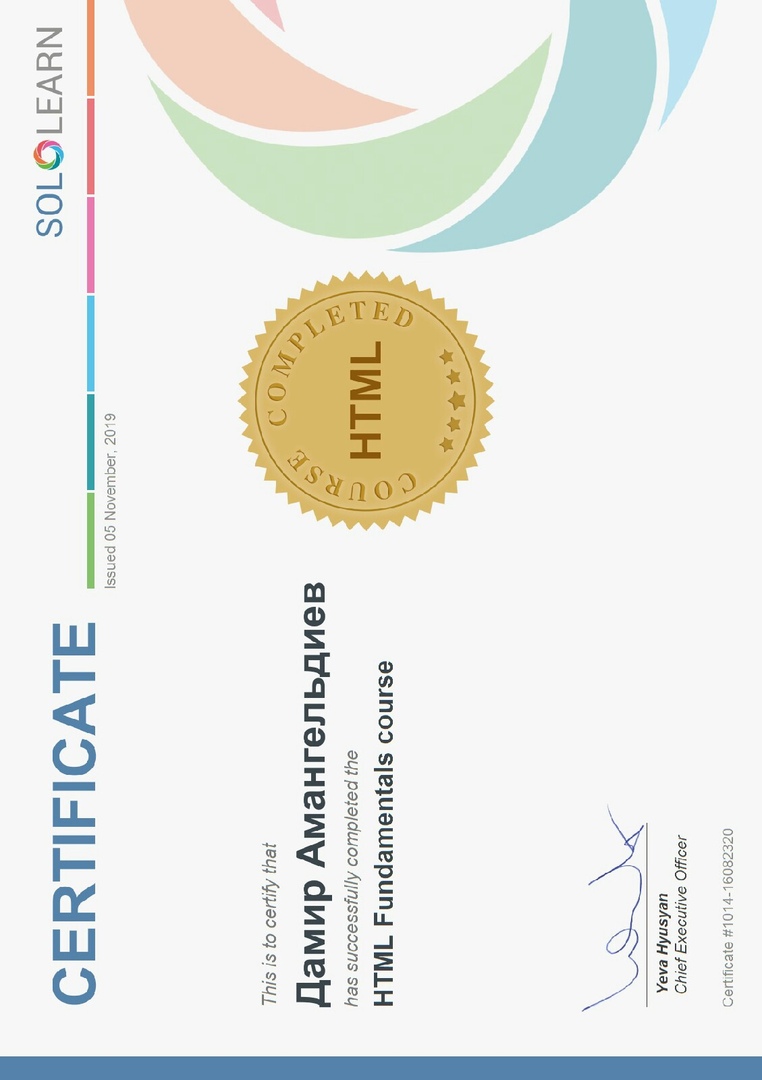 CERTIFICATE
SOLOLEARN
Issued 05 November, 2019
This is to certify that
Дамир Амангельдиев
has successfully completed the
HTML Fundamentals course
COURSE COMPLETED
HTML
Yeva Hyusyan
Chief Executive Officer
Certificate #1014-16082320